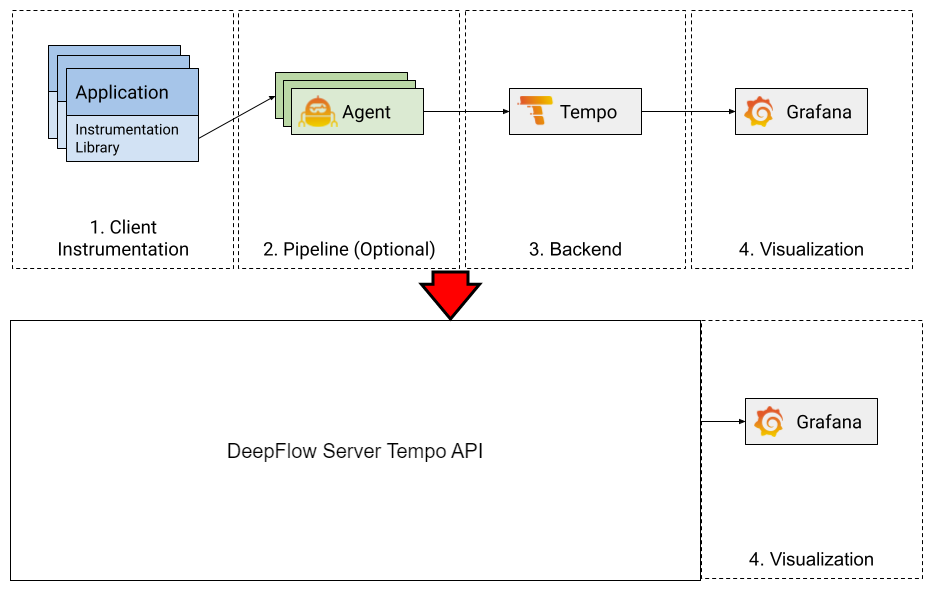 Application
Instrumentation
Library
Agent
Tempo
Grafana
1. Client
Instrumentation
2. Pipeline (Optional)
3. Backend
4. Visualization
DeepFlow Server Tempo API
Grafana
4. Visualization